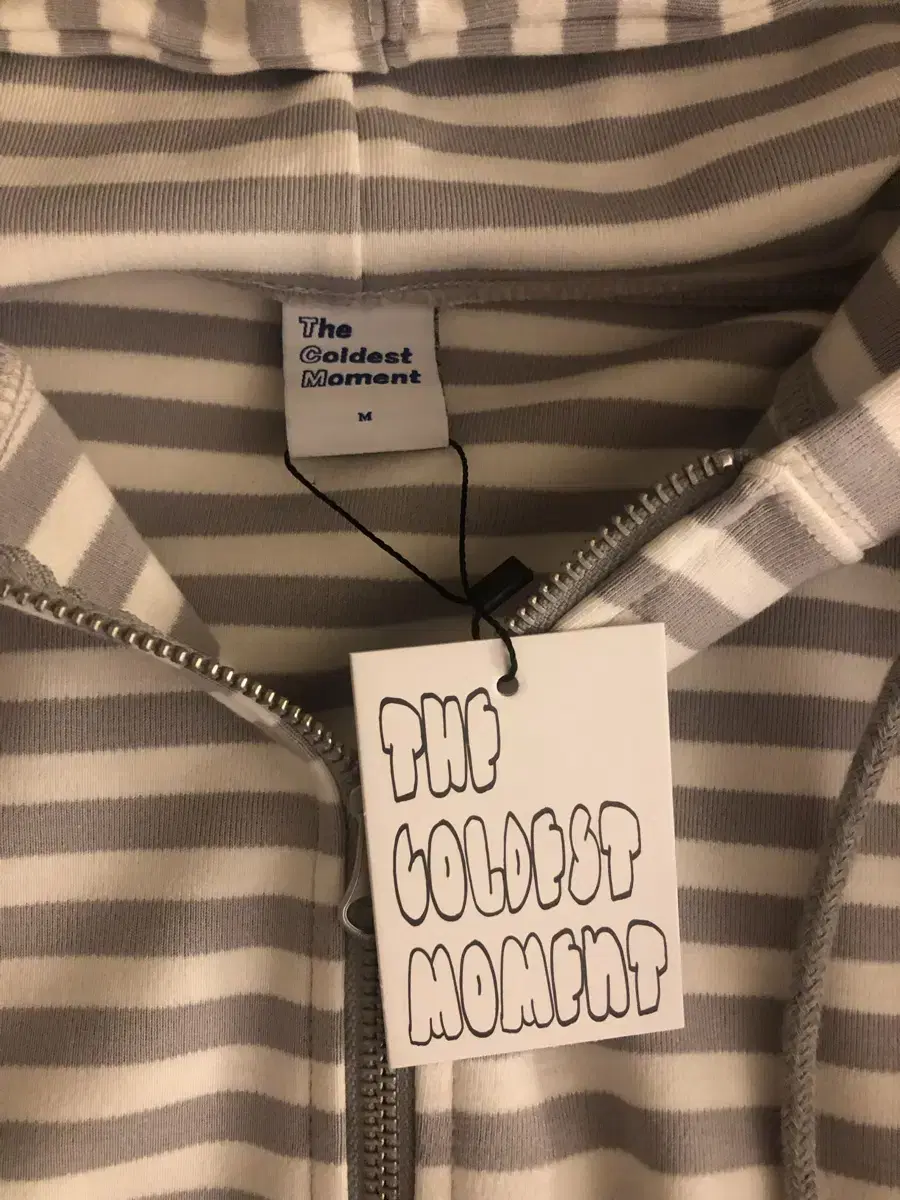 The
Coldest
Moment
M
THE
COLDEST
MOMENT